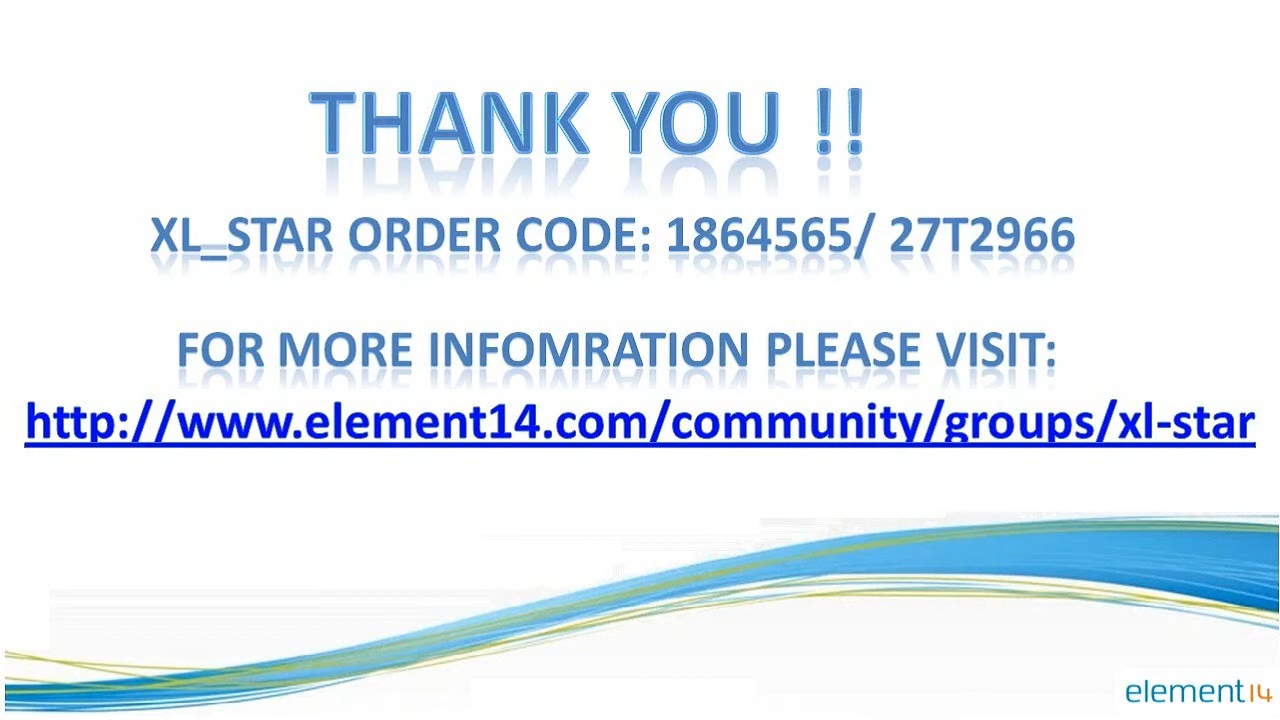 THANK YOU !!
XL_STAR ORDER CODE: 1864565/ 27T2966
FOR MORE INFOMRATION PLEASE VISIT:
http://www.element14.com/community/groups/xl-star
element14